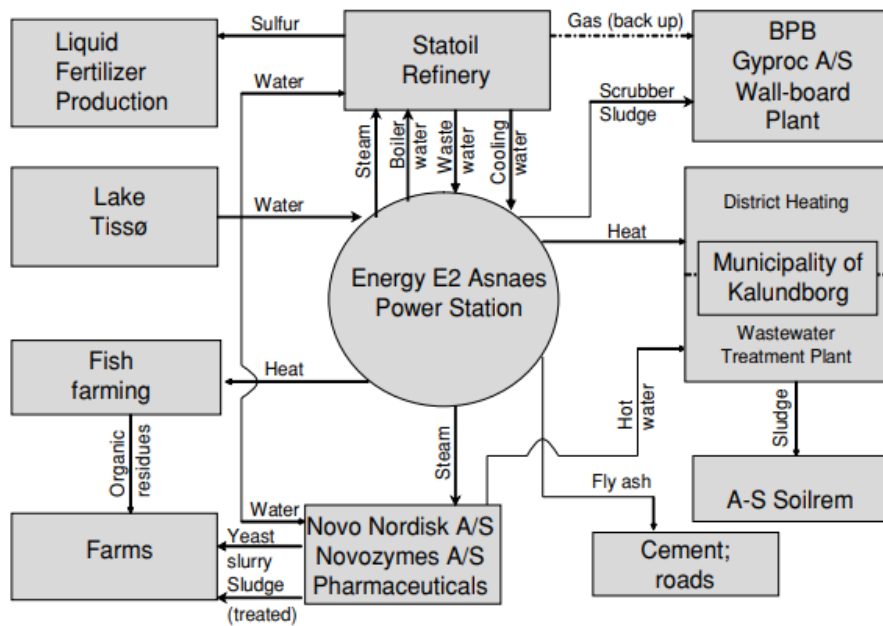 Liquid
Fertilizer
Production
Sulfur
Statoil
Refinery
Gas (back up)
BPB
Gyproc A/S
Wall-board
Plant
Water
Scrubber
Sludge
Steam
Boiler
water
Waste
water
Cooling
water
Lake
Tissø
Water
Energy E2 Asnaes
Power Station
Heat
District Heating
Municipality of
Kalundborg
Wastewater
Treatment Plant
Fish
farming
Heat
Organic
residues
Steam
Hot
water
Sludge
Fly ash
A-S Soilrem
Farms
Water
Yeast
slurry
Sludge
(treated)
Novo Nordisk A/S
Novozymes A/S
Pharmaceuticals
Cement;
roads